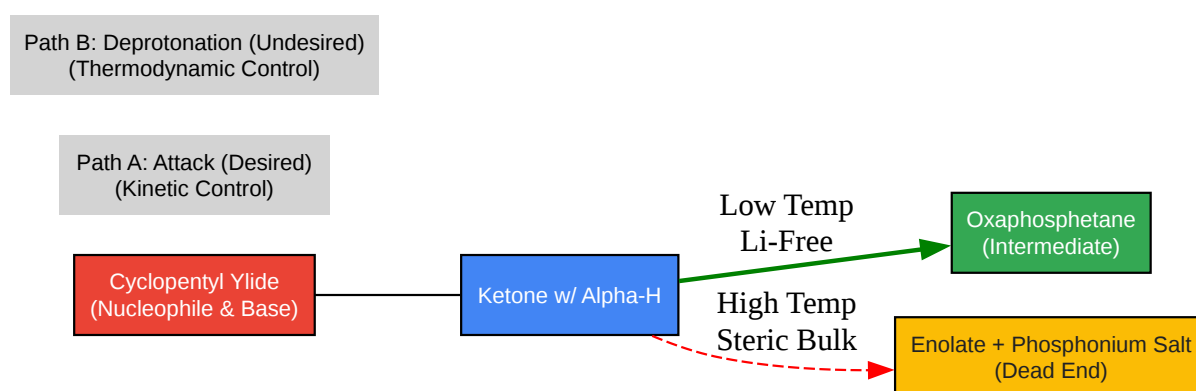 Path B: Deprotonation (Undesired)
(Thermodynamic Control)
Path A: Attack (Desired)
(Kinetic Control)
Low Temp
Li-Free
Oxaphosphetane
(Intermediate)
Cyclopentyl Ylide
(Nucleophile & Base)
Ketone w/ Alpha-H
High Temp
Steric Bulk
Enolate + Phosphonium Salt
(Dead End)